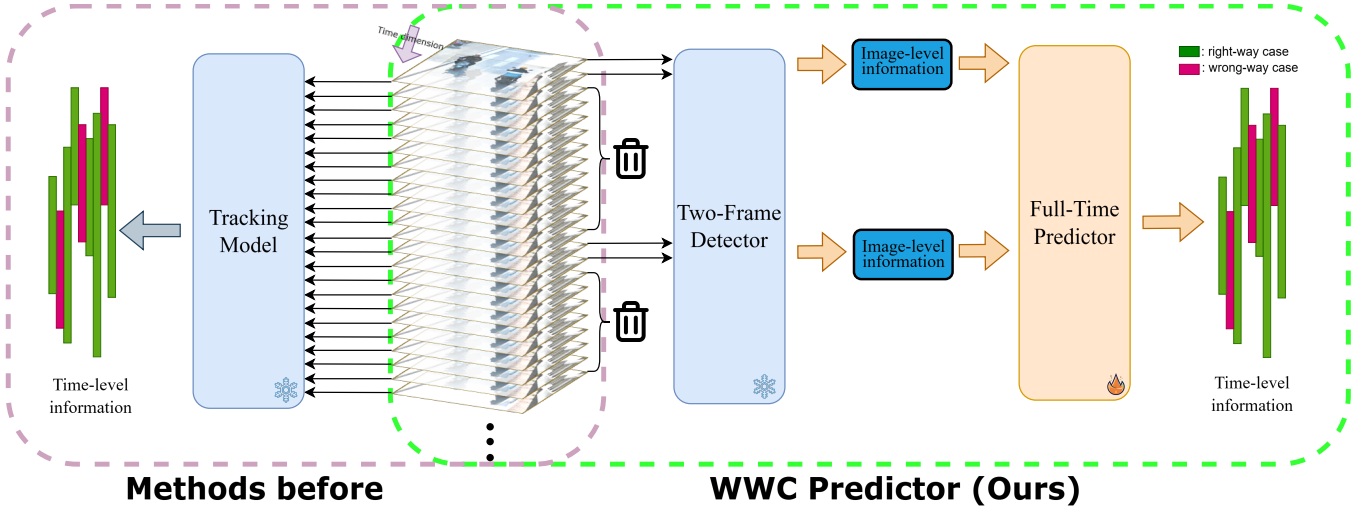 Time dimension
Tracking
Model
Time-level
information
Two-Frame
Detector
Image-level
information
Image-level
information
Full-Time
Predictor
: right-way case
: wrong-way case
Time-level
information
Methods before
WWC Predictor (Ours)